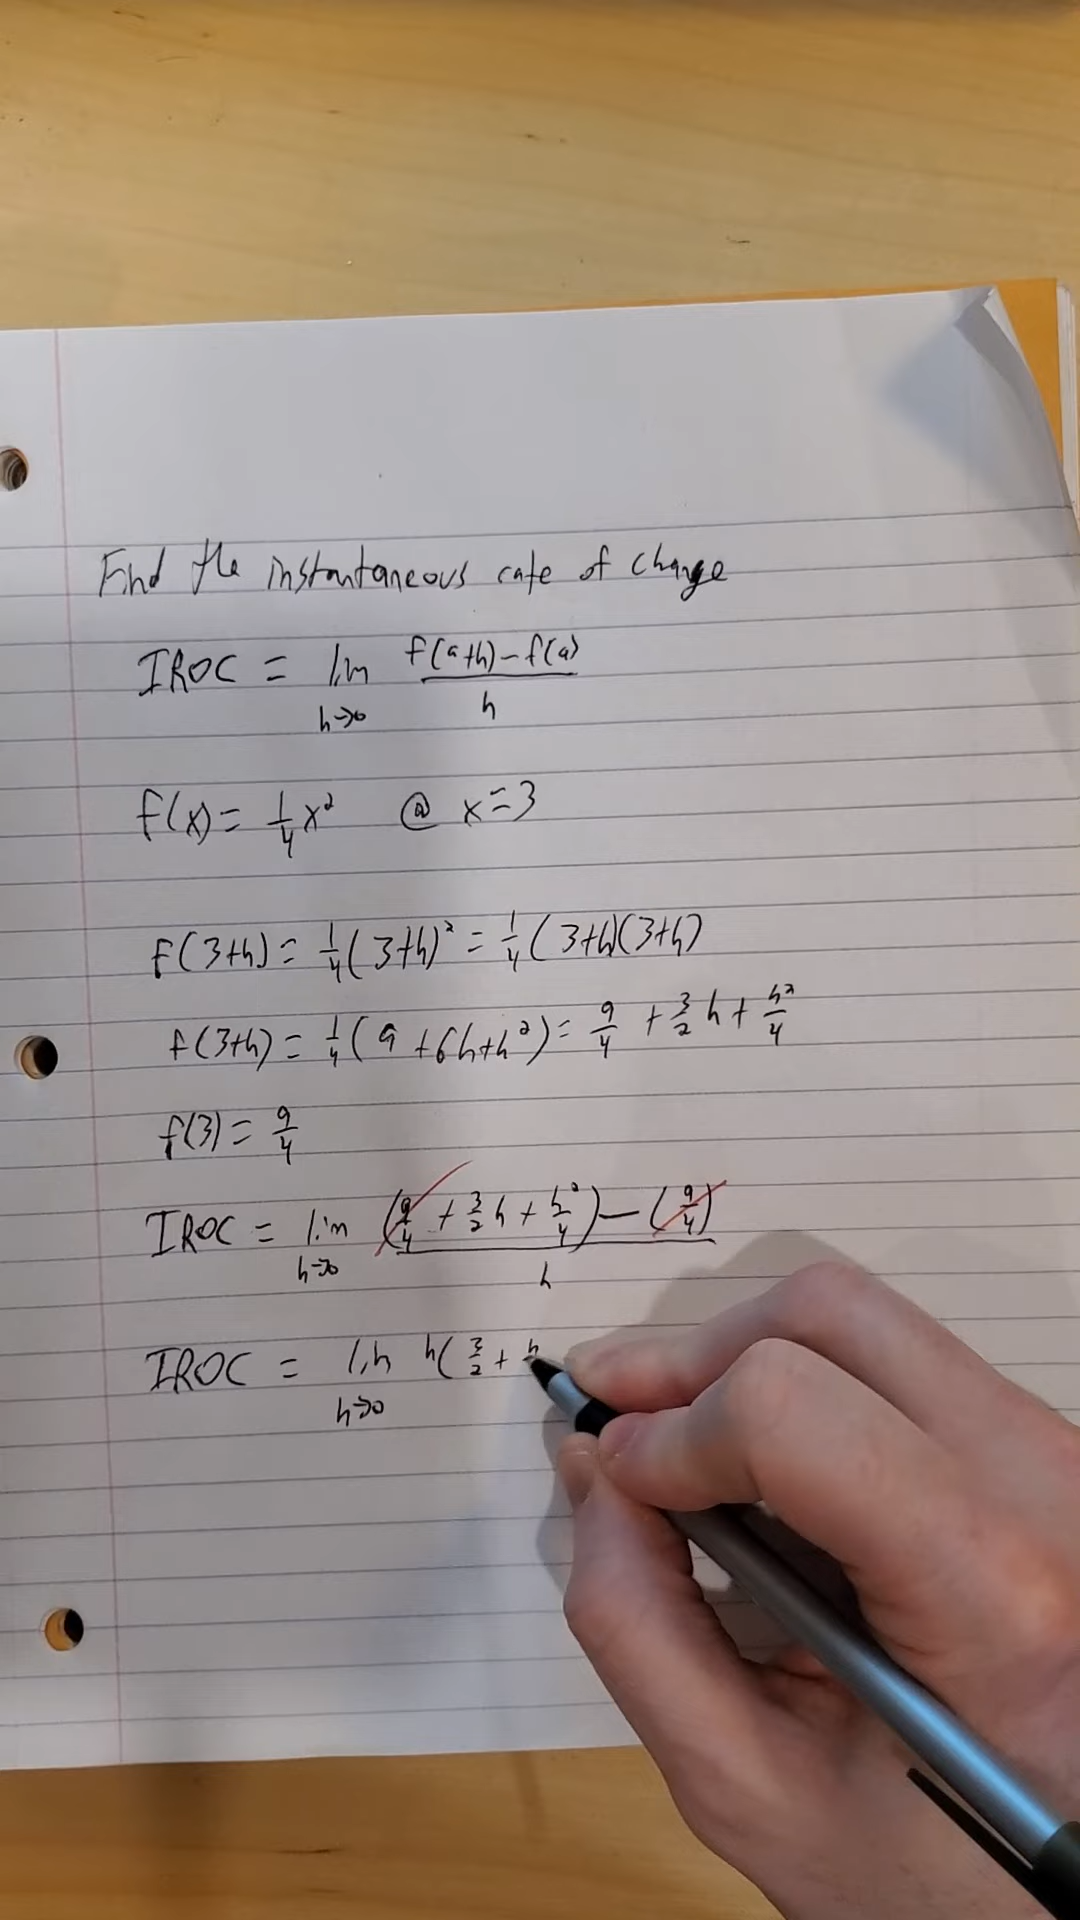 Find the instantaneous rate of change
IROC = lim h→0 (f(a+h)−f(a))/h
f(x) = 1/4 x² @ x=3
f(3+h) = 1/4(3+h)² = 1/4(3+h)(3+h)
f(3+h) = 1/4(9+6h+h²) = 9/4 + 3/2 h + h²/4
f(3) = 9/4
IROC = lim h→0 ((9/4 + 3/2 h + h²/4) − (9/4))/h
IROC = lim h→0 h(3/2 + h